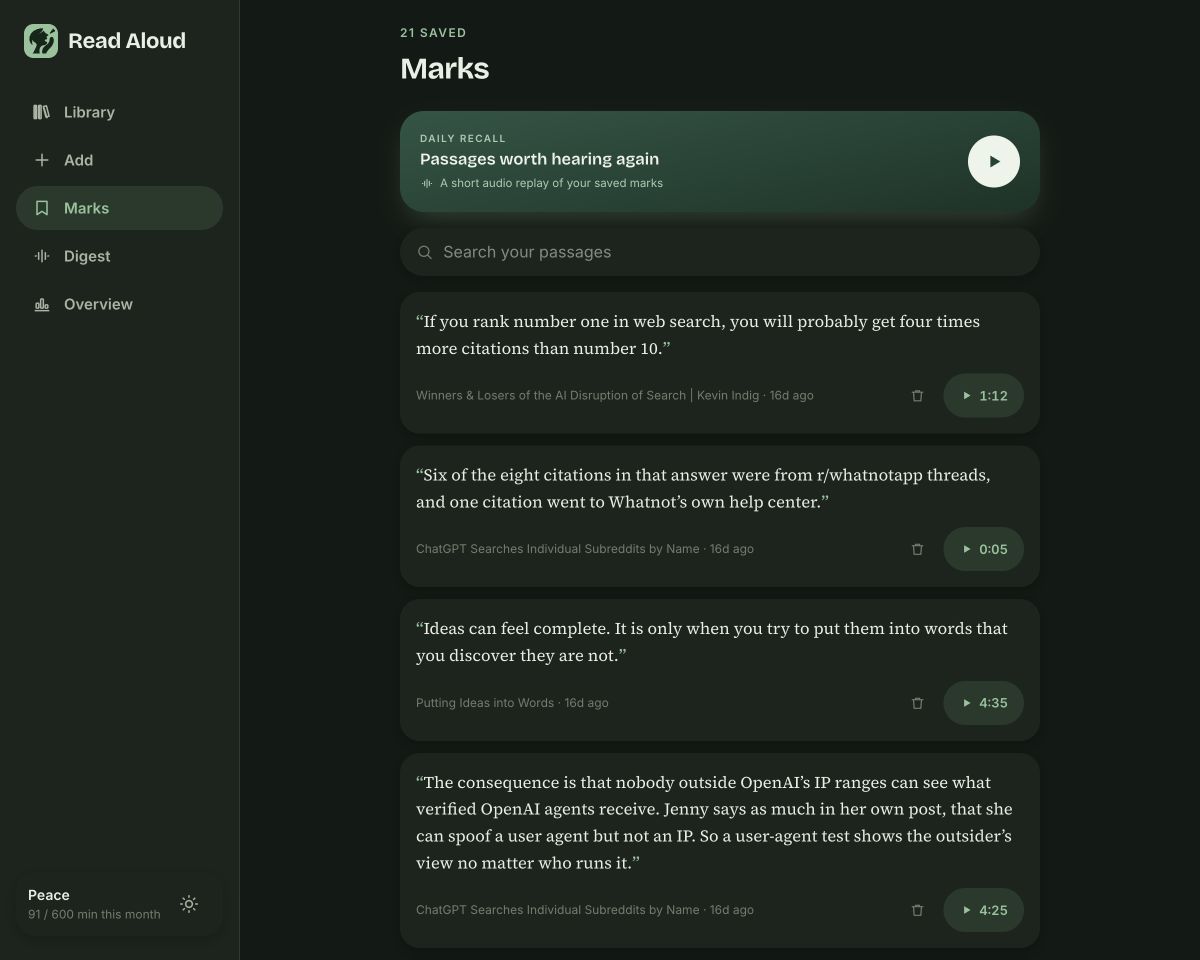 Read Aloud
Library
Add
Marks
Digest
Overview
Peace
91 / 600 min this month
21 SAVED
Marks
DAILY RECALL
Passages worth hearing again
A short audio replay of your saved marks
Search your passages
“If you rank number one in web search, you will probably get four times
more citations than number 10.”
Winners & Losers of the AI Disruption of Search | Kevin Indig · 16d ago
1:12
“Six of the eight citations in that answer were from r/whatnotapp threads,
and one citation went to Whatnot’s own help center.”
ChatGPT Searches Individual Subreddits by Name · 16d ago
0:05
“Ideas can feel complete. It is only when you try to put them into words that
you discover they are not.”
Putting Ideas into Words · 16d ago
4:35
“The consequence is that nobody outside OpenAI’s IP ranges can see what
verified OpenAI agents receive. Jenny says as much in her own post, that she
can spoof a user agent but not an IP. So a user-agent test shows the outsider’s
view no matter who runs it.”
ChatGPT Searches Individual Subreddits by Name · 16d ago
4:25